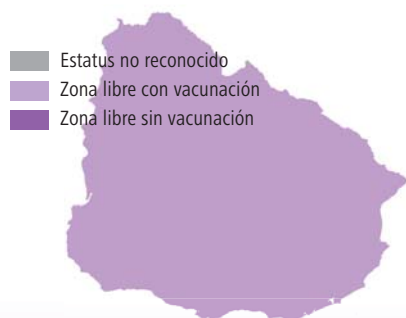 Estatus no reconocido
Zona libre con vacunación
Zona libre sin vacunación